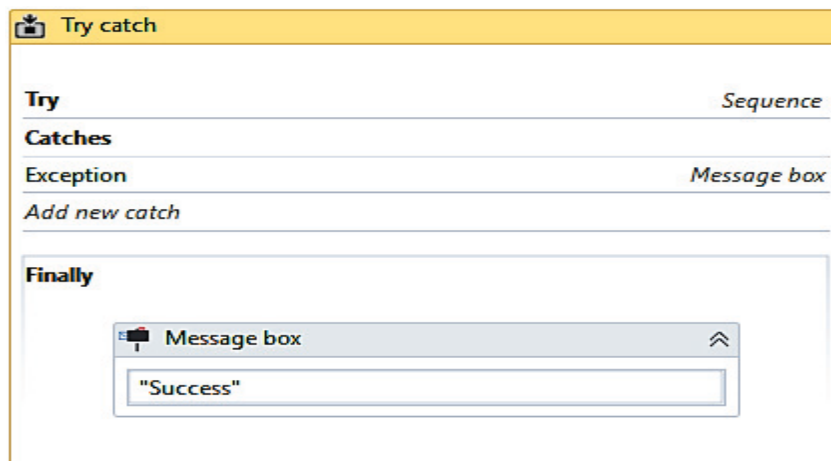 Try catch
Try Sequence
Catches
Exception Message box
Add new catch
Finally
Message box
"Success"